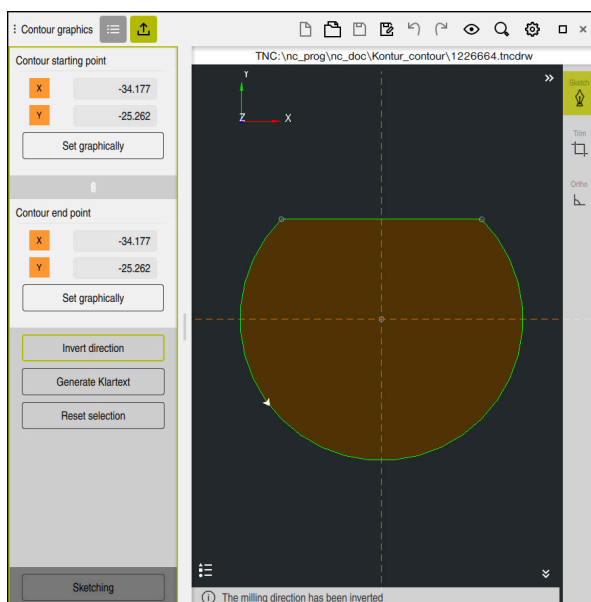 Contour graphics
TNC:\nc_prog\nc_doc\Kontur_contour\1226664.tncdrw
Contour starting point
X -34.177
Y -25.262
Set graphically
Contour end point
X -34.177
Y -25.262
Set graphically
Invert direction
Generate Klartext
Reset selection
Sketching
Y
Z X
Sketch
Trim
Ortho
The milling direction has been inverted